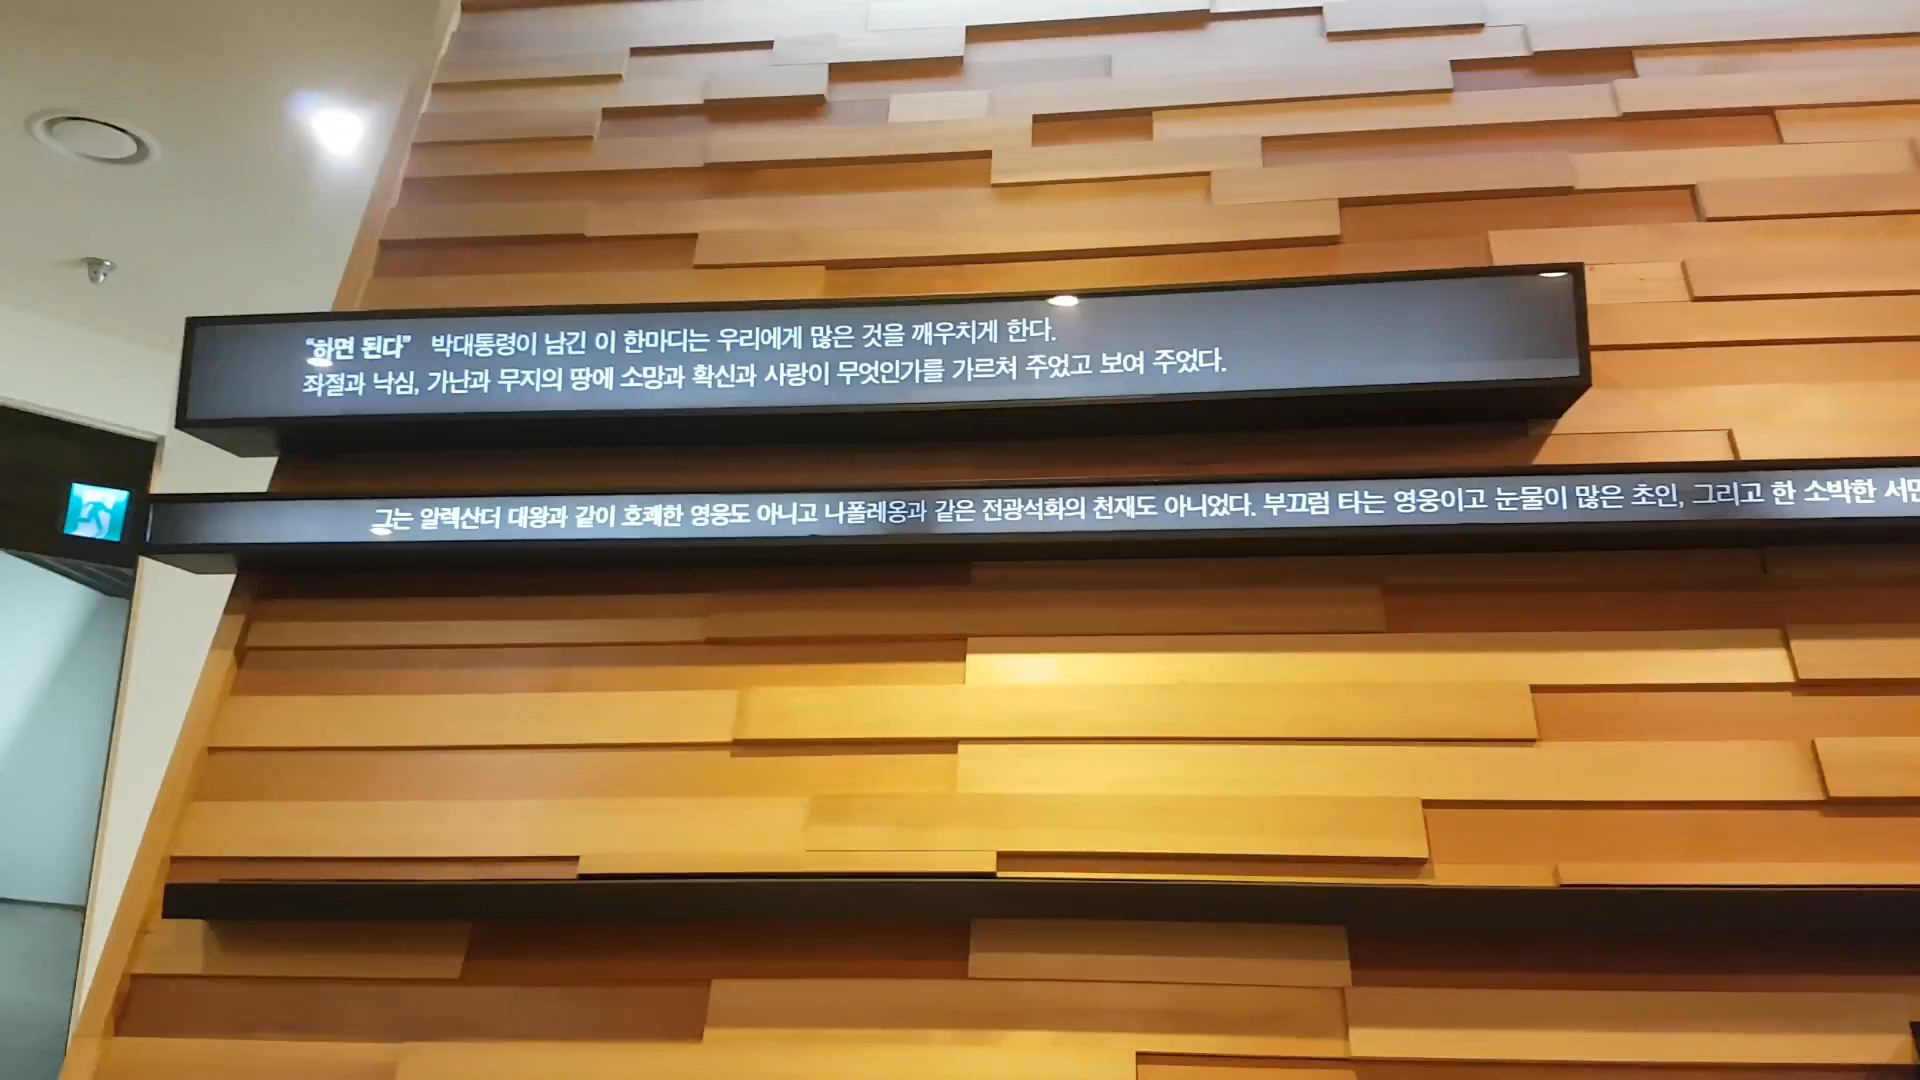 “하면 된다” 박대통령이 남긴 이 한마디는 우리에게 많은 것을 깨우치게 한다.
좌절과 낙심, 가난과 무지의 땅에 소망과 확신과 사랑이 무엇인가를 가르쳐 주었고 보여 주었다.
그는 알렉산더 대왕과 같이 호쾌한 영웅도 아니고 나폴레옹과 같은 전광석화의 천재도 아니었다. 부끄럼 타는 영웅이고 눈물이 많은 초인, 그리고 한 소박한